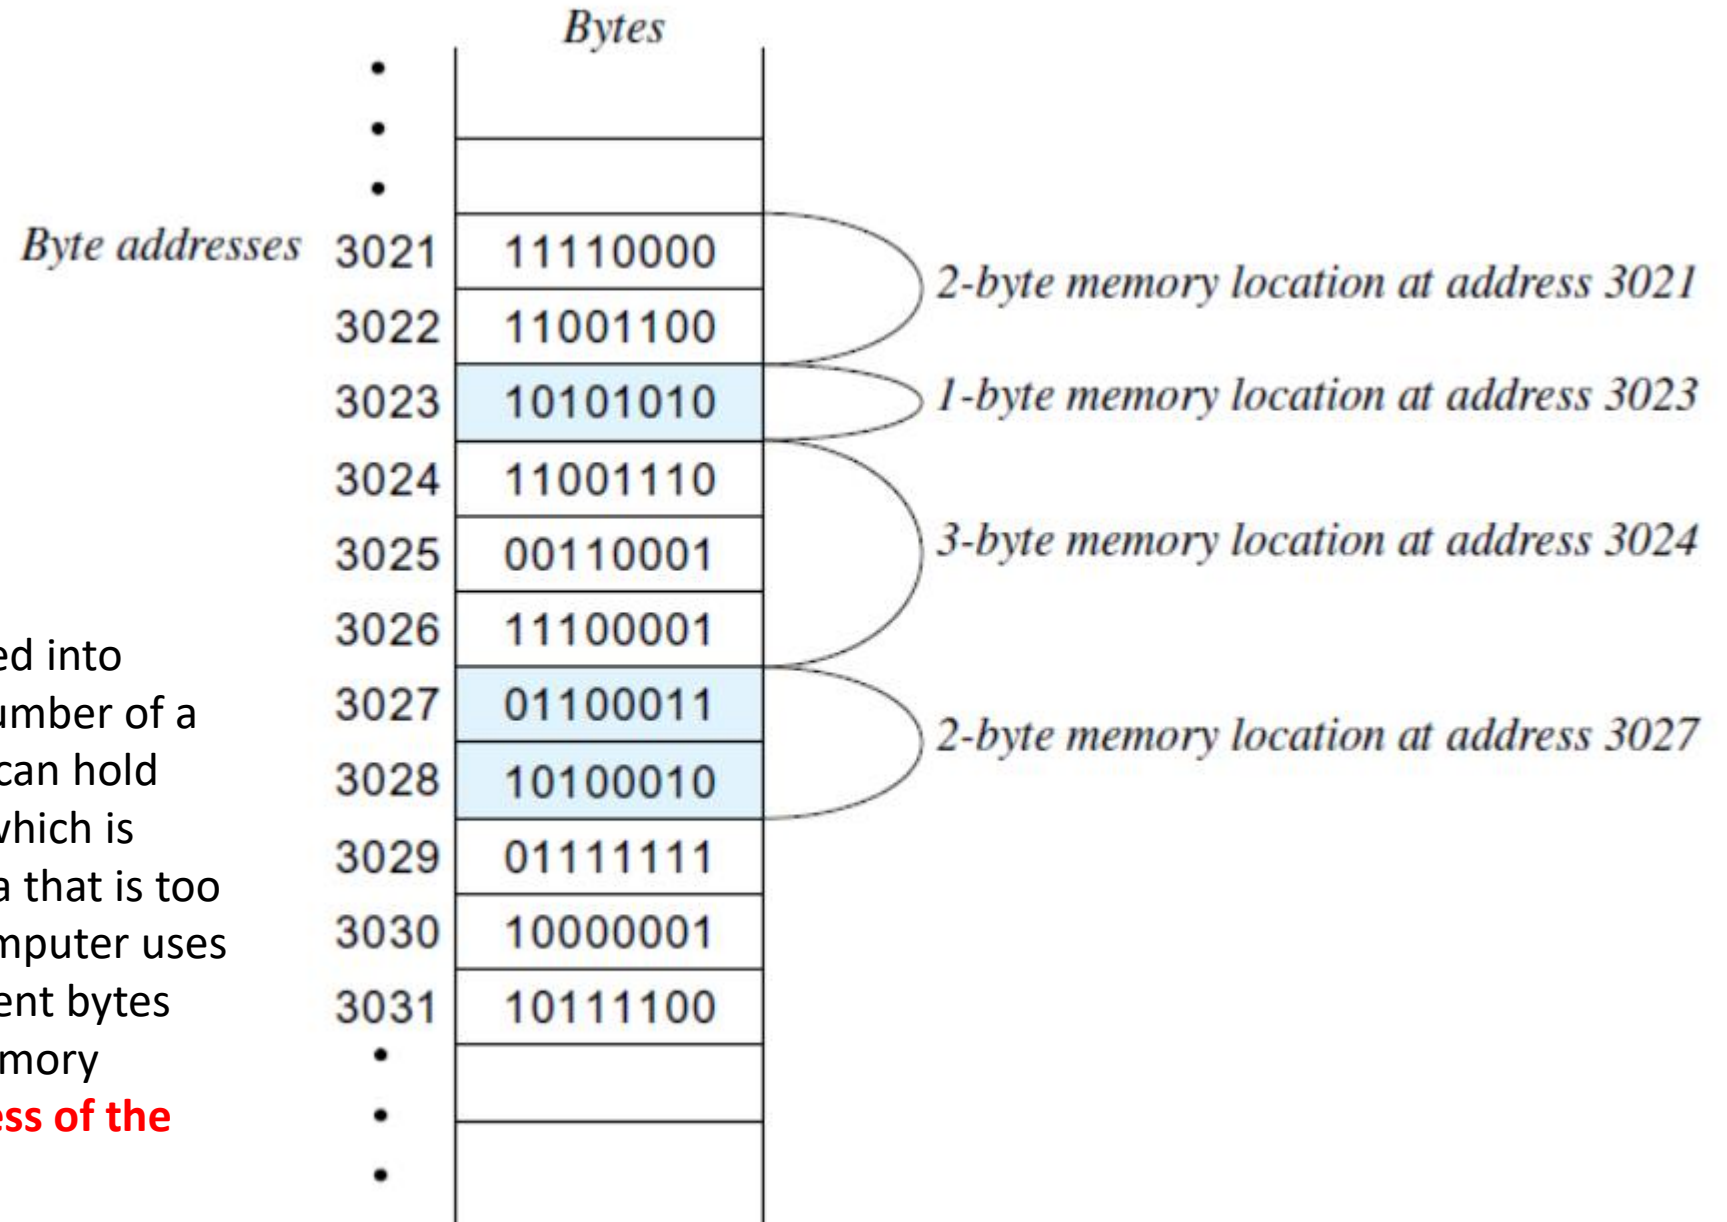 Bytes
Byte addresses 3021 11110000
2-byte memory location at address 3021
3022 11001100
3023 10101010 1-byte memory location at address 3023
3024 11001110
3025 00110001 3-byte memory location at address 3024
3026 11100001
3027 01100011
2-byte memory location at address 3027
3028 10100010
3029 01111111
3030 10000001
3031 10111100
ed into
umber of a
can hold
which is
a that is too
mputer uses
ent bytes
mory
ess of the